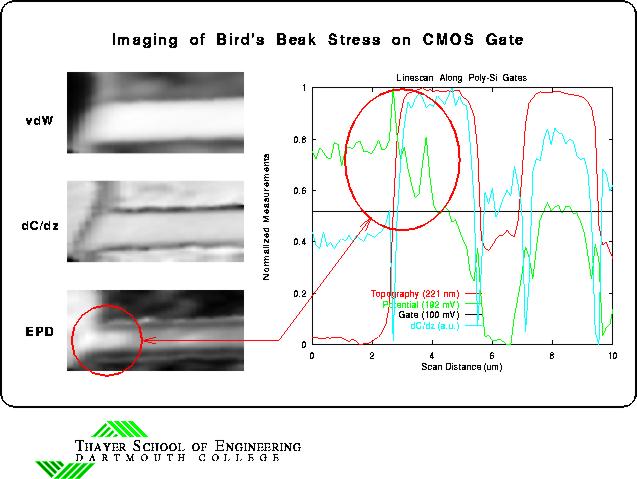 Imaging of Bird's Beak Stress on CMOS Gate
vdW
dC/dz
EPD
Linescan Along Poly-Si Gates
Normalized Measurements
1
0.8
0.6
0.4
0.2
0
Topography (221 nm)
Potential (192 mV)
Gate (100 mV)
dC/dz (a.u.)
0 2 4 6 8 10
Scan Distance (um)
THAYER SCHOOL OF ENGINEERING
DARTMOUTH COLLEGE